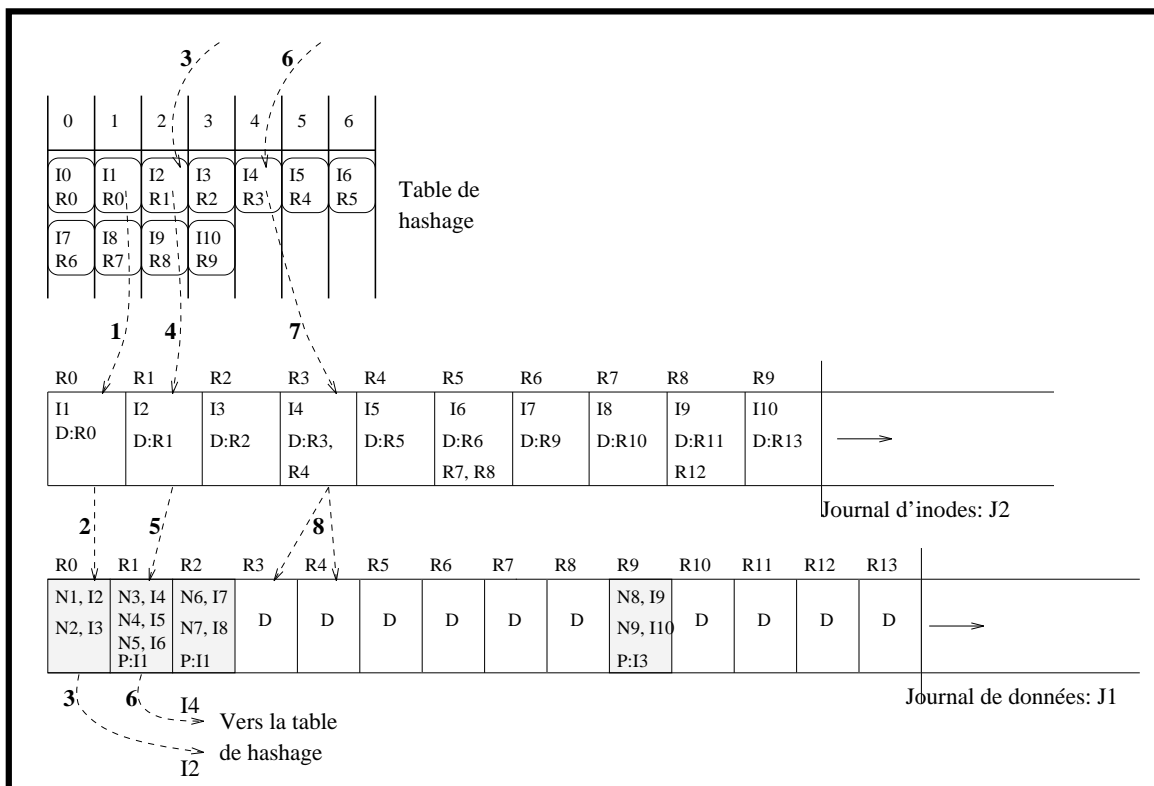 3 6
0 1 2 3 4 5 6
I0 I1 I2 I3 I4 I5 I6
R0 R0 R1 R2 R3 R4 R5
Table de
hashage
I7 I8 I9 I10
R6 R7 R8 R9
1 4 7
R0 R1 R2 R3 R4 R5 R6 R7 R8 R9
I1 I2 I3 I4 I5 I6 I7 I8 I9 I10
D:R0 D:R1 D:R2 D:R3, D:R5 D:R6 D:R9 D:R10 D:R11 D:R13
R4 R7, R8 R12
Journal d’inodes: J2
2 5 8
R0 R1 R2 R3 R4 R5 R6 R7 R8 R9 R10 R11 R12 R13
N1, I2 N3, I4 N6, I7 N8, I9
N2, I3 N4, I5 N7, I8 D D D D D D N9, I10 D D D D
N5, I6
P:I1 P:I1 P:I3
3 6 I4
Journal de données: J1
Vers la table
de hashage
I2